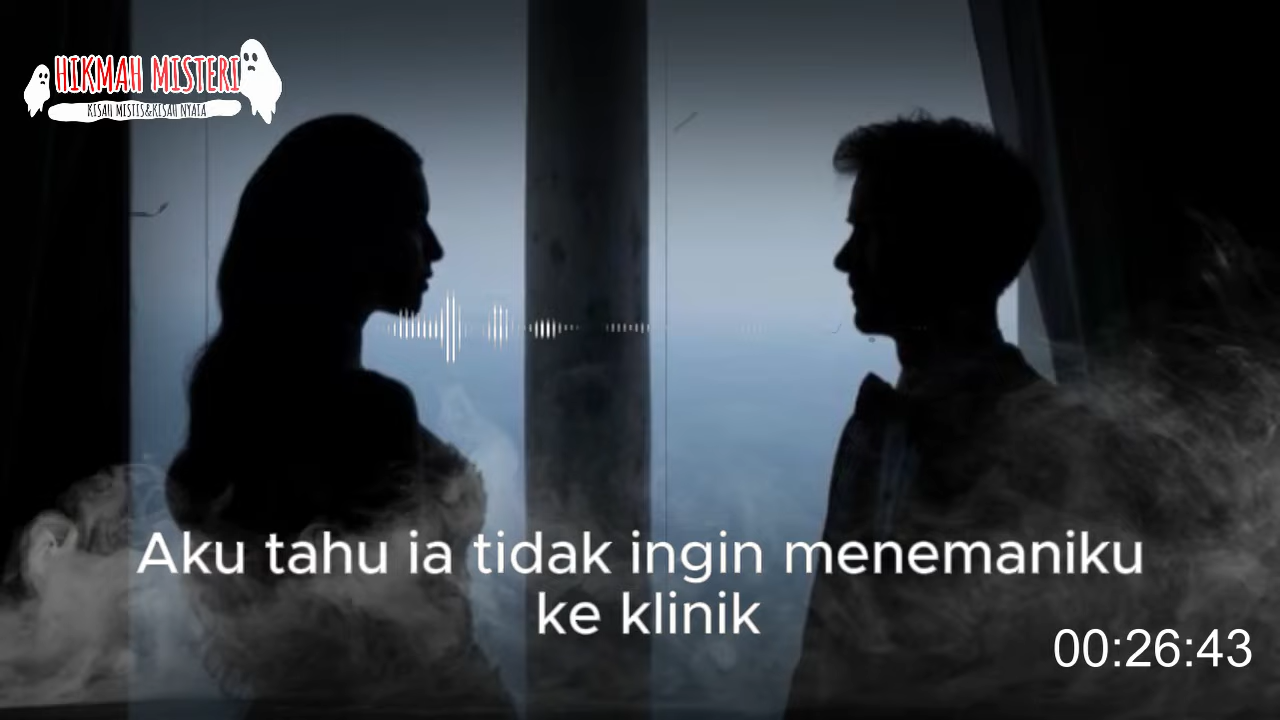 HIKMAH MISTERI
KISAH MISTIS&KISAH NYATA
Aku tahu ia tidak ingin menemaniku
ke klinik
00:26:43